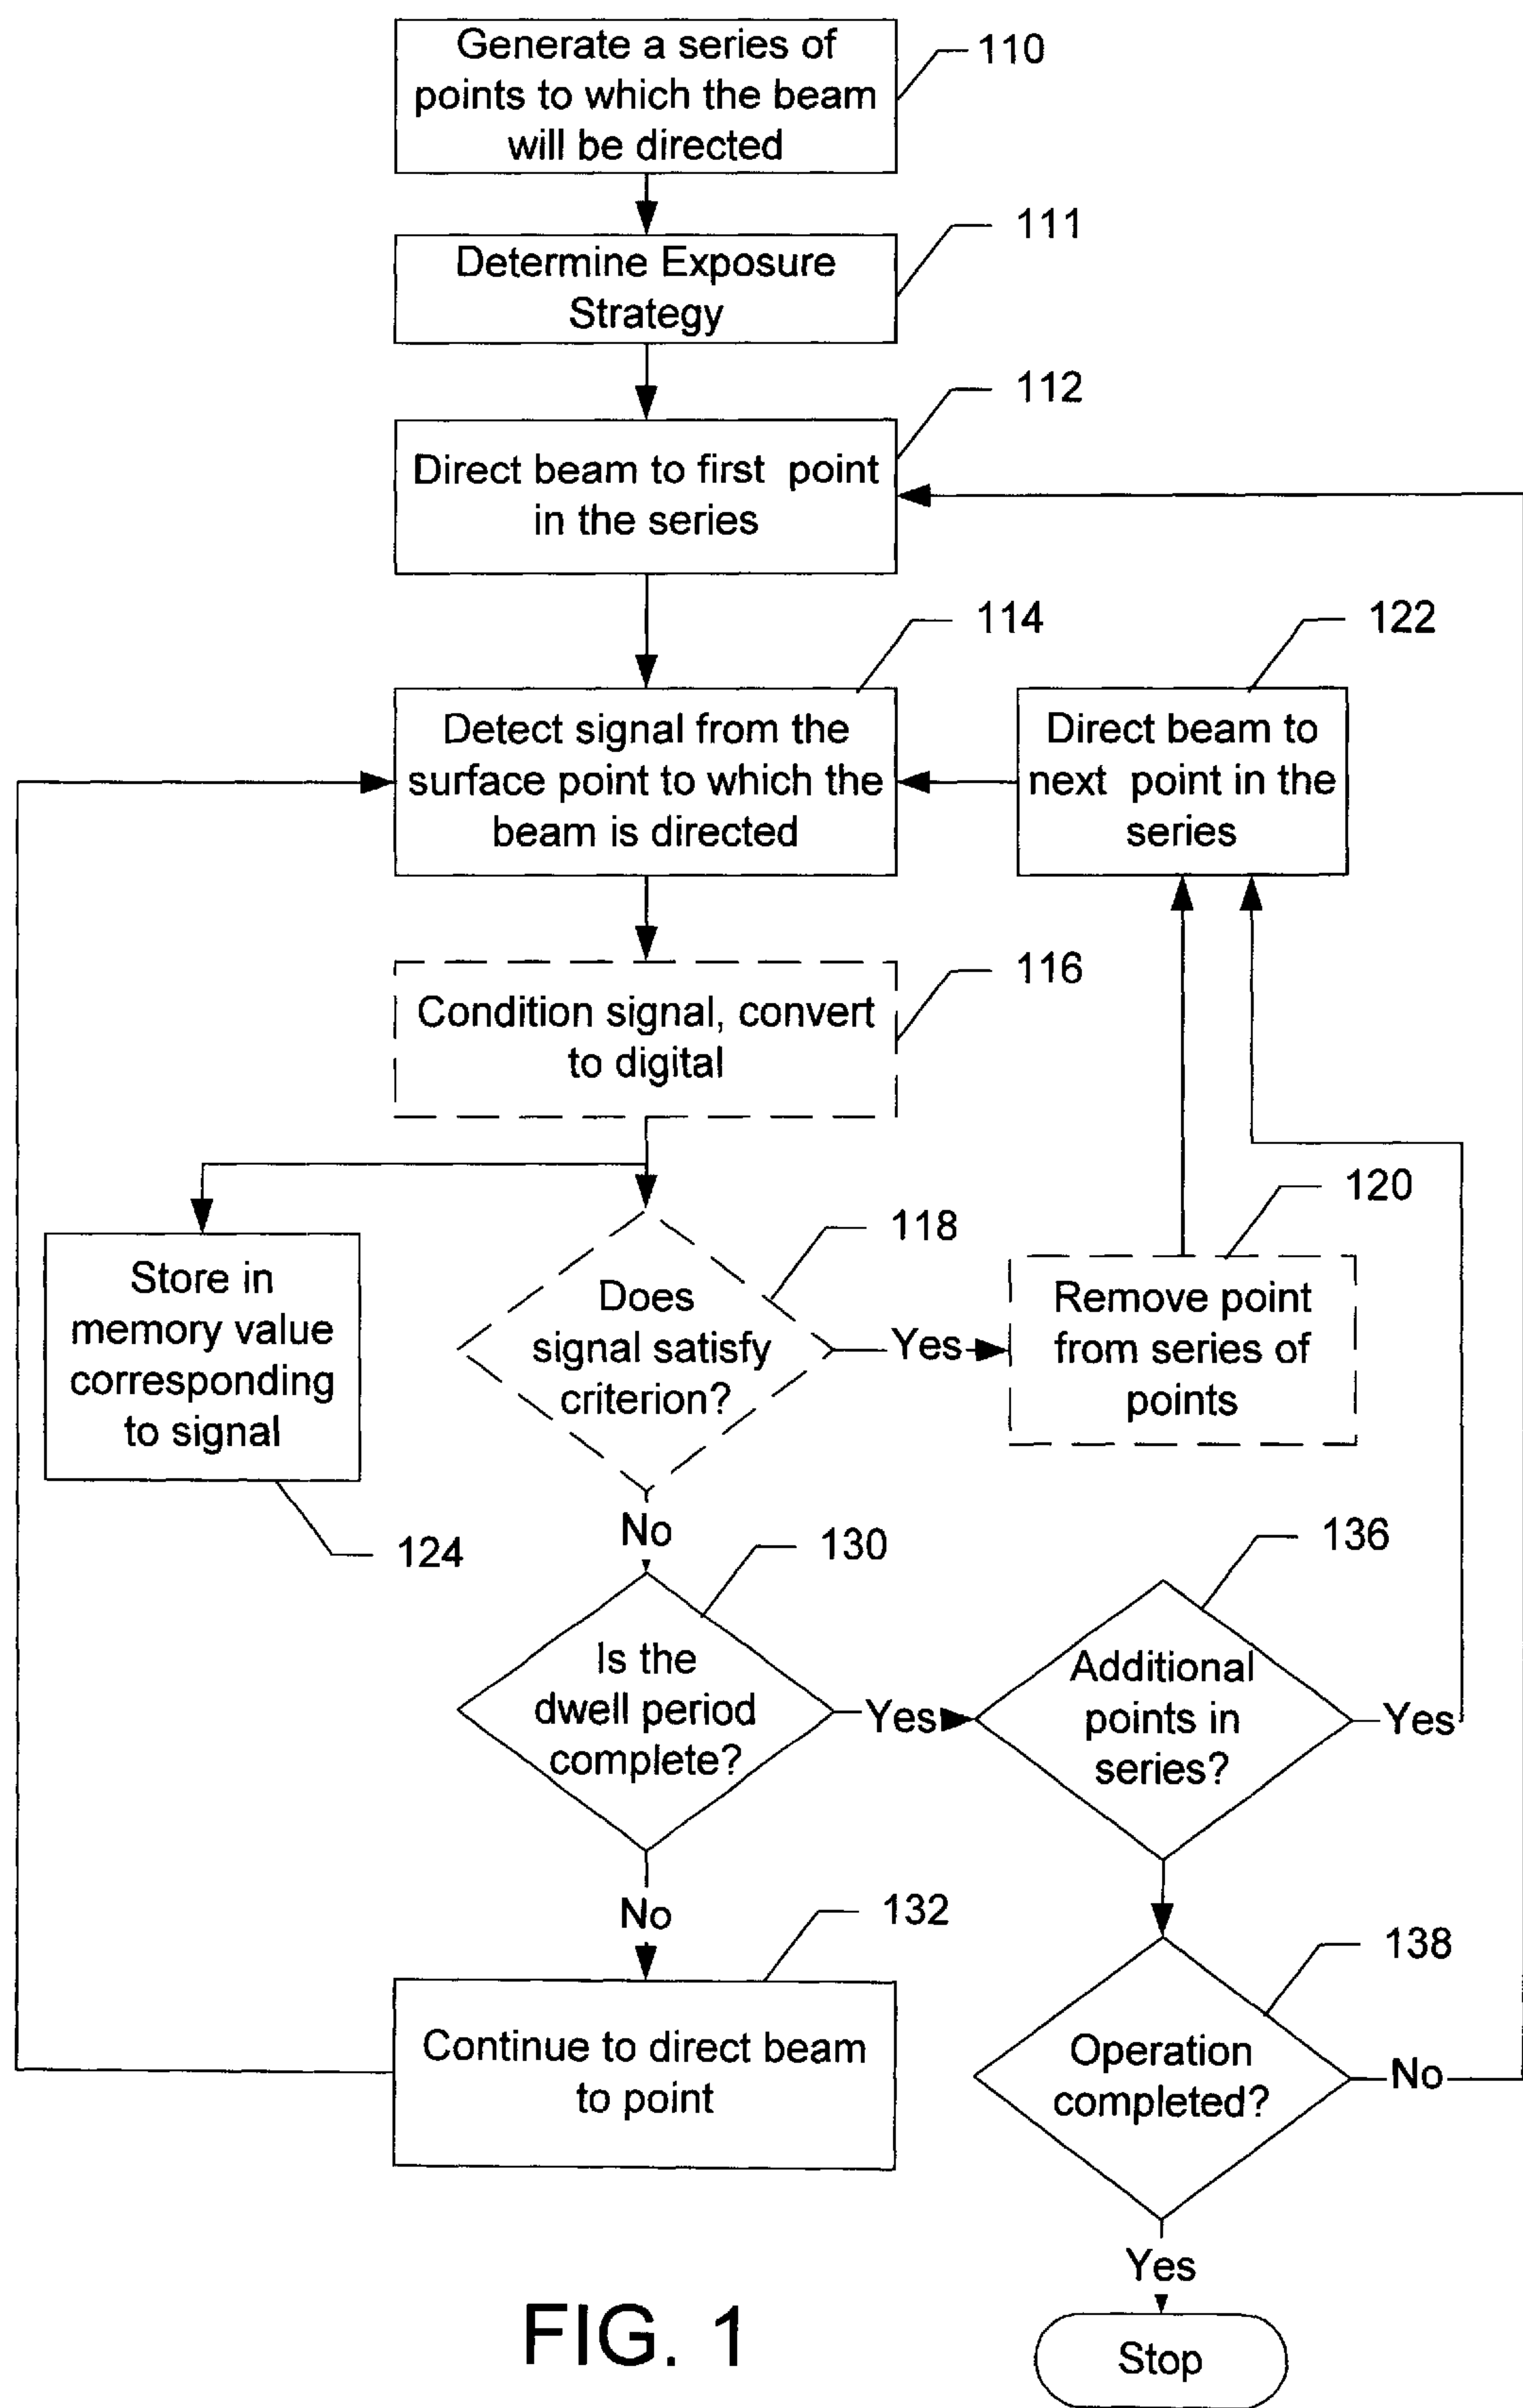 Generate a series of
points to which the beam
will be directed
110
Determine Exposure
Strategy
111
Direct beam to first point
in the series
112
Detect signal from the
surface point to which the
beam is directed
114
Direct beam to
next point in the
series
122
Condition signal, convert
to digital
116
Store in
memory value
corresponding
to signal
124
Does
signal satisfy
criterion?
118
Yes
Remove point
from series of
points
120
No
Is the
dwell period
complete?
130
Yes
Additional
points in
series?
136
Yes
No
Continue to direct beam
to point
132
Operation
completed?
138
No
Yes
Stop
FIG. 1